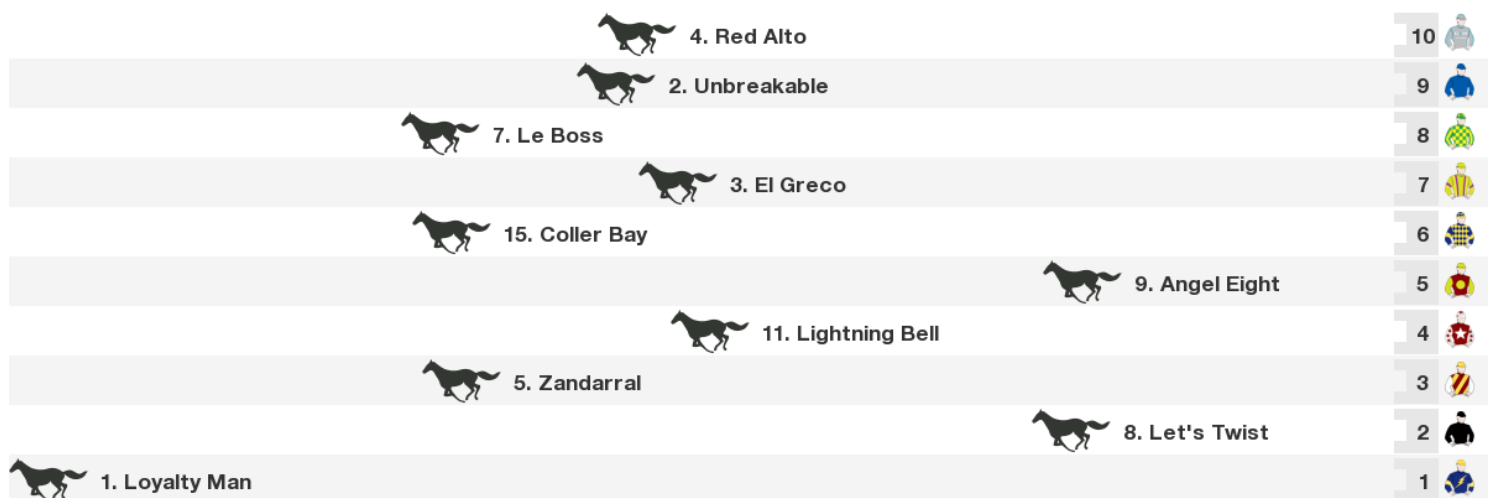 4. Red Alto 10
2. Unbreakable 9
7. Le Boss 8
3. El Greco 7
15. Coller Bay 6
9. Angel Eight 5
11. Lightning Bell 4
5. Zandarral 3
8. Let's Twist 2
1. Loyalty Man 1